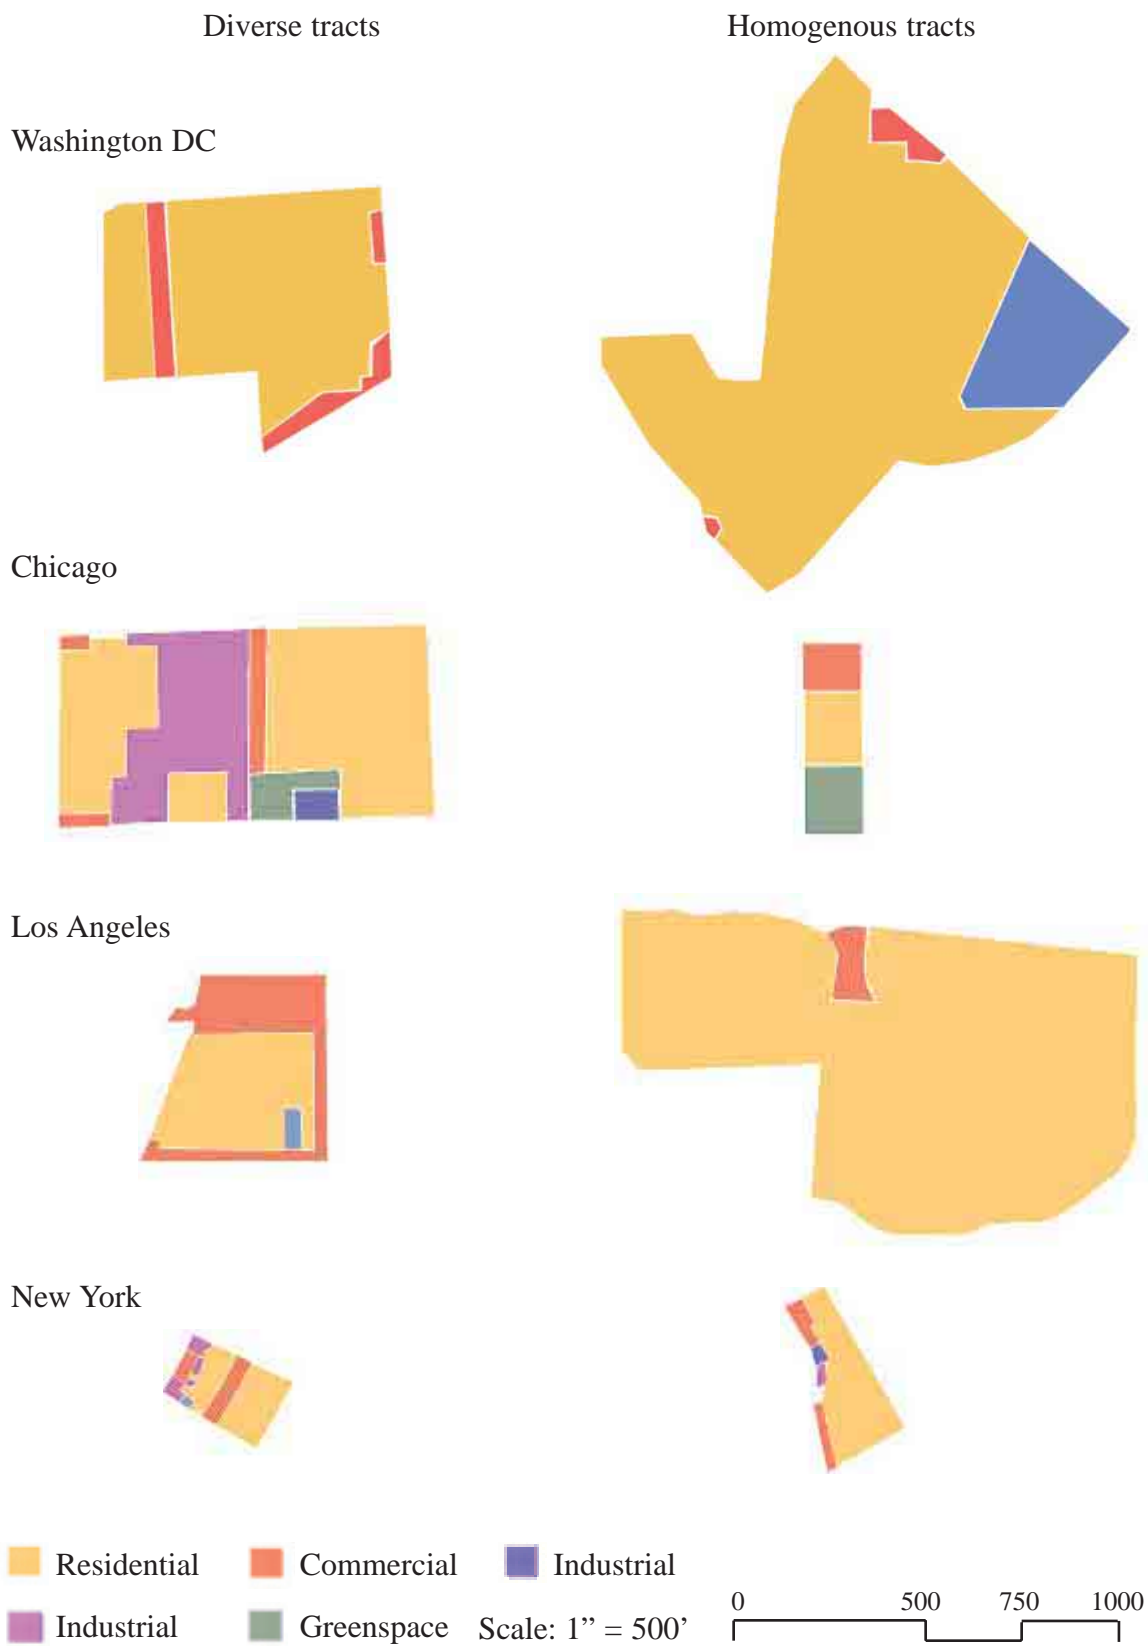 Diverse tracts Homogenous tracts
Washington DC
Chicago
Los Angeles
New York
Residential Commercial Industrial
Industrial Greenspace Scale: 1” = 500’
0 500 750 1000